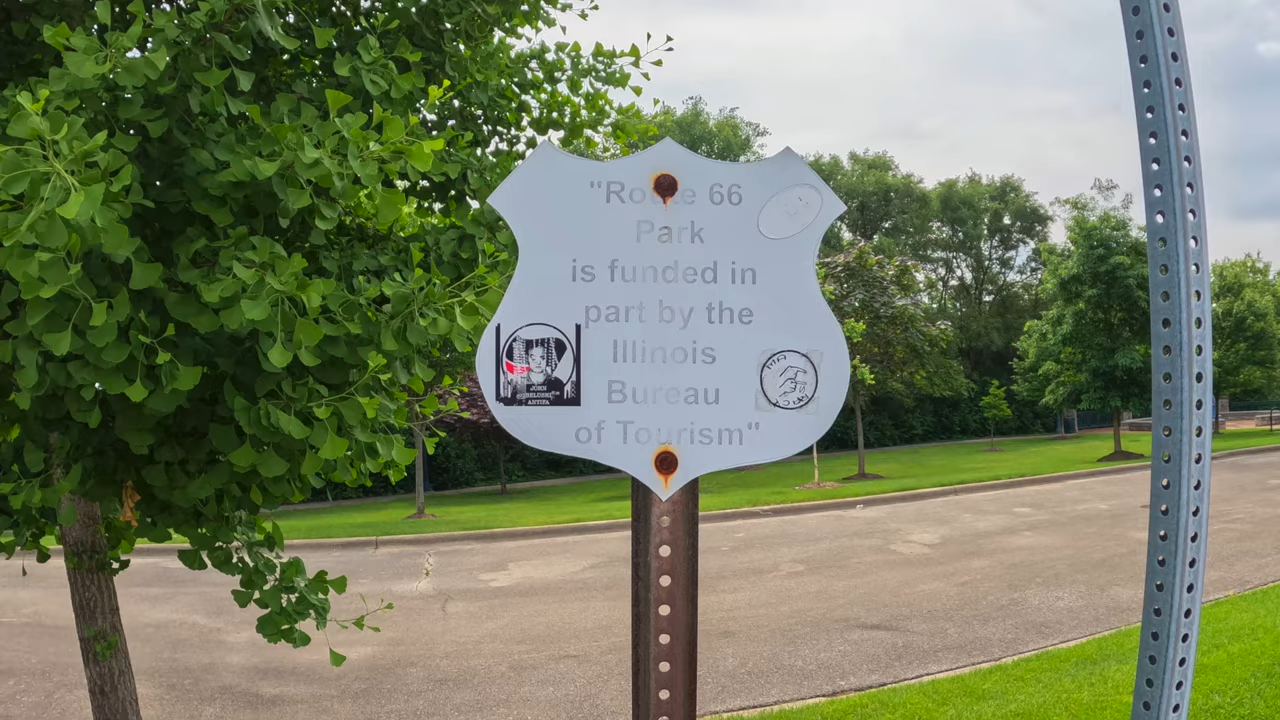 "Route 66
Park
is funded in
part by the
Illinois
Bureau
of Tourism"
JOHN
ANTIFA